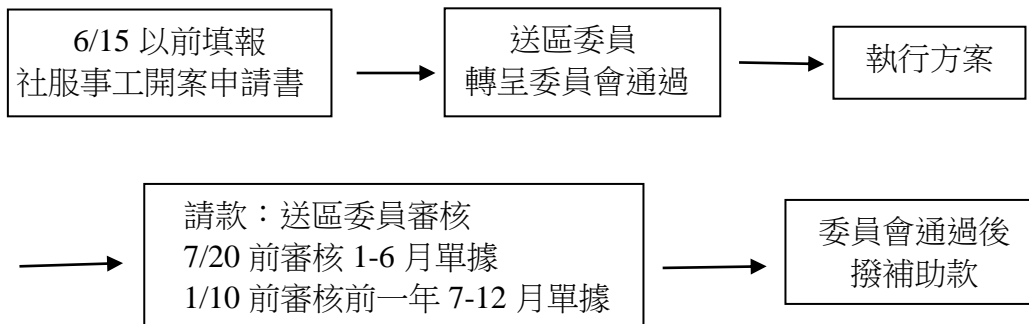 6/15 以前填報
社服事工開案申請書
送區委員
轉呈委員會通過
執行方案
請款：送區委員審核
7/20 前審核 1-6 月單據
1/10 前審核前一年 7-12 月單據
委員會通過後
撥補助款